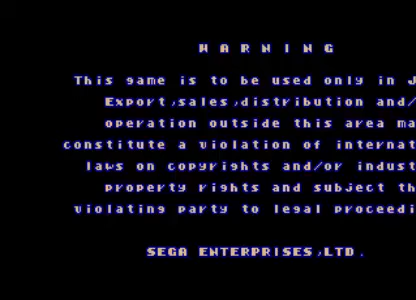 WARNING
This game is to be used only in J
Export,sales,distribution and/
operation outside this area ma
constitute a violation of internat
laws on copyrights and/or indust
property rights and subject th
violating party to legal proceedi
SEGA ENTERPRISES,LTD.